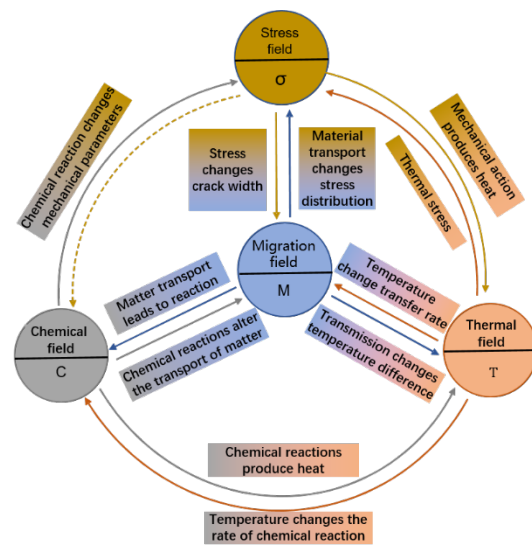 Stress
field
σ
Chemical reaction changes
mechanical parameters
Stress
changes
crack width
Material
transport
changes
stress
distribution
Mechanical action
produces heat
Thermal stress
Migration
field
M
Matter transport
leads to reaction
Temperature
change transfer rate
Chemical
field
C
Chemical reactions alter
the transport of matter
Transmission changes
temperature difference
Thermal
field
T
Chemical reactions
produce heat
Temperature changes the
rate of chemical reaction